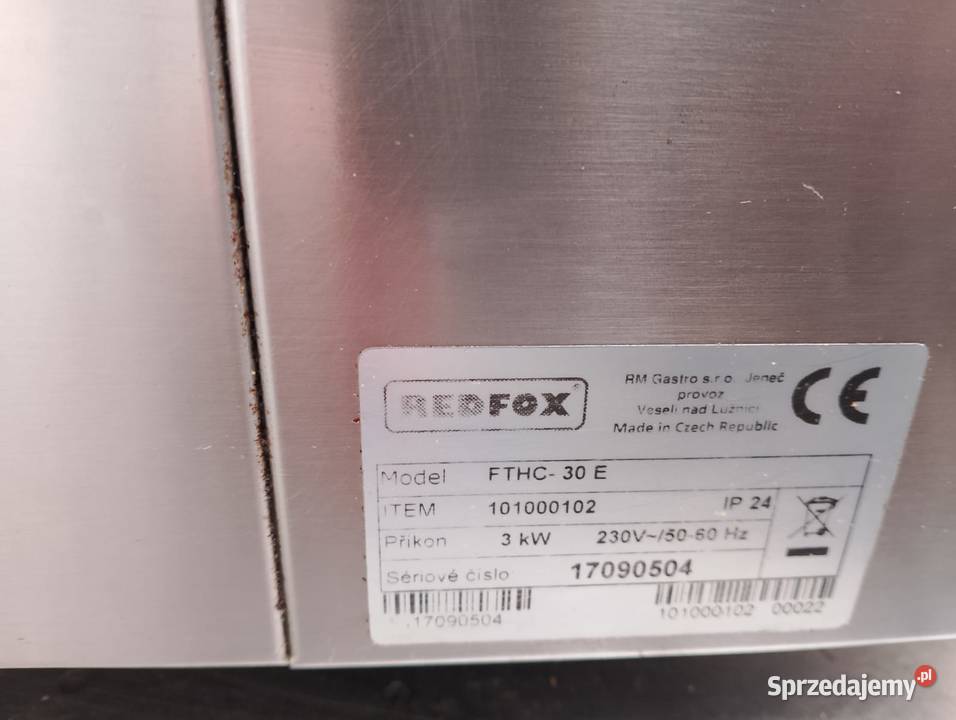 REDFOX
RM Gastro s.r.o. Jeneč
provoz
Veselí nad Lužnicí
Made in Czech Republic
CE
Model FTHC- 30 E
ITEM 101000102 IP 24
Příkon 3 kW 230V~/50-60 Hz
Sériové číslo 17090504
17090504
101000102 00022
Sprzedajemy.pl